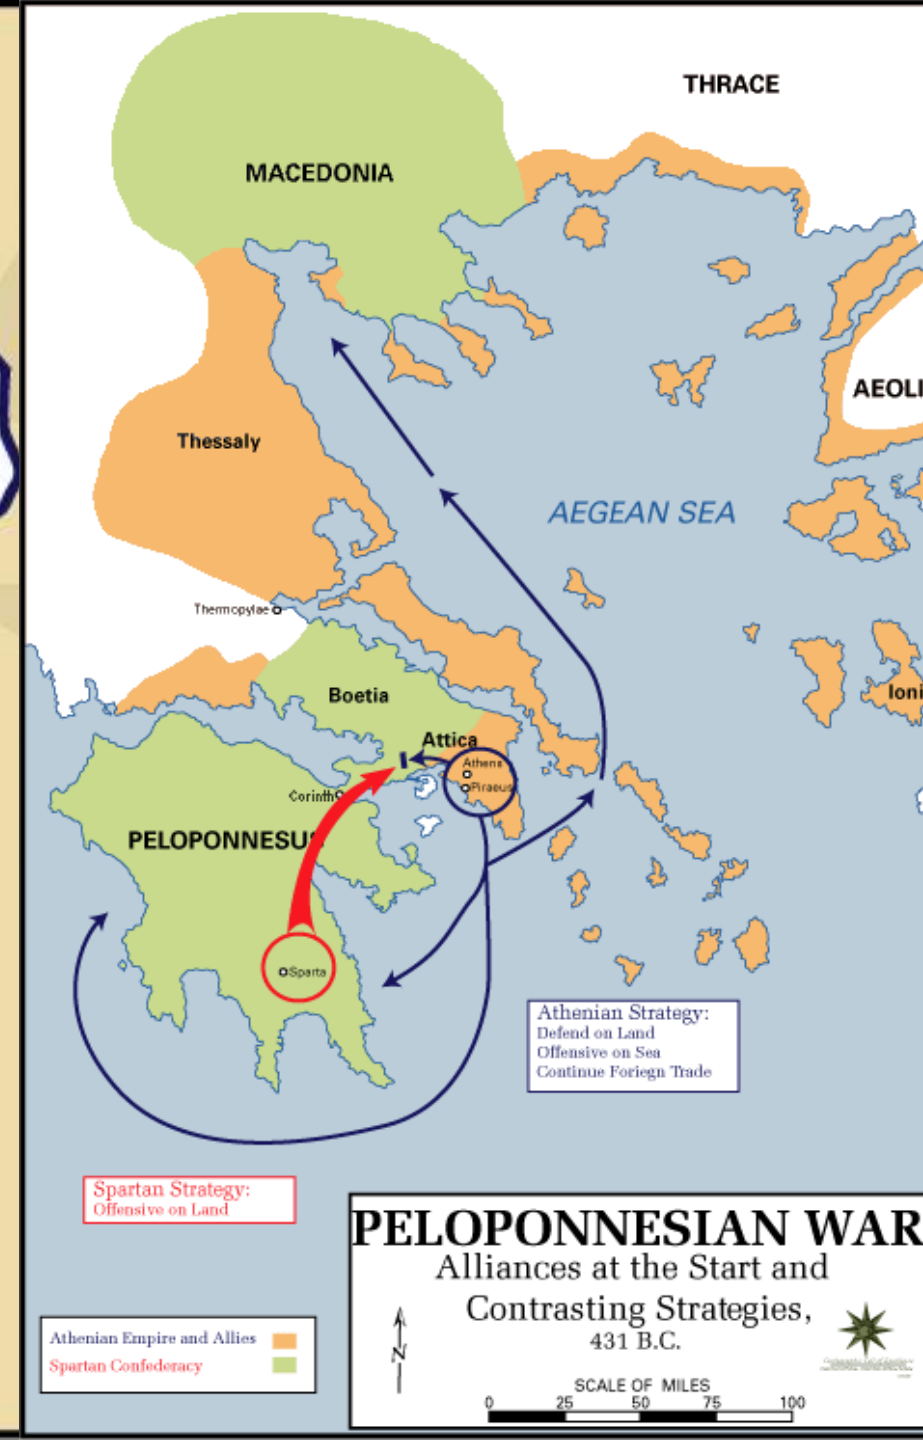 THRACE
MACEDONIA
AEOLI
Thessaly
AEGEAN SEA
Thermopylae
Boetia
Ioni
Attica
Athens
Piraeus
Corinth
PELOPONNESUS
Sparta
Athenian Strategy:
Defend on Land
Offensive on Sea
Continue Foriegn Trade
Spartan Strategy:
Offensive on Land
PELOPONNESIAN WAR
Alliances at the Start and
Contrasting Strategies,
431 B.C.
N
SCALE OF MILES
0 25 50 75 100
Athenian Empire and Allies
Spartan Confederacy